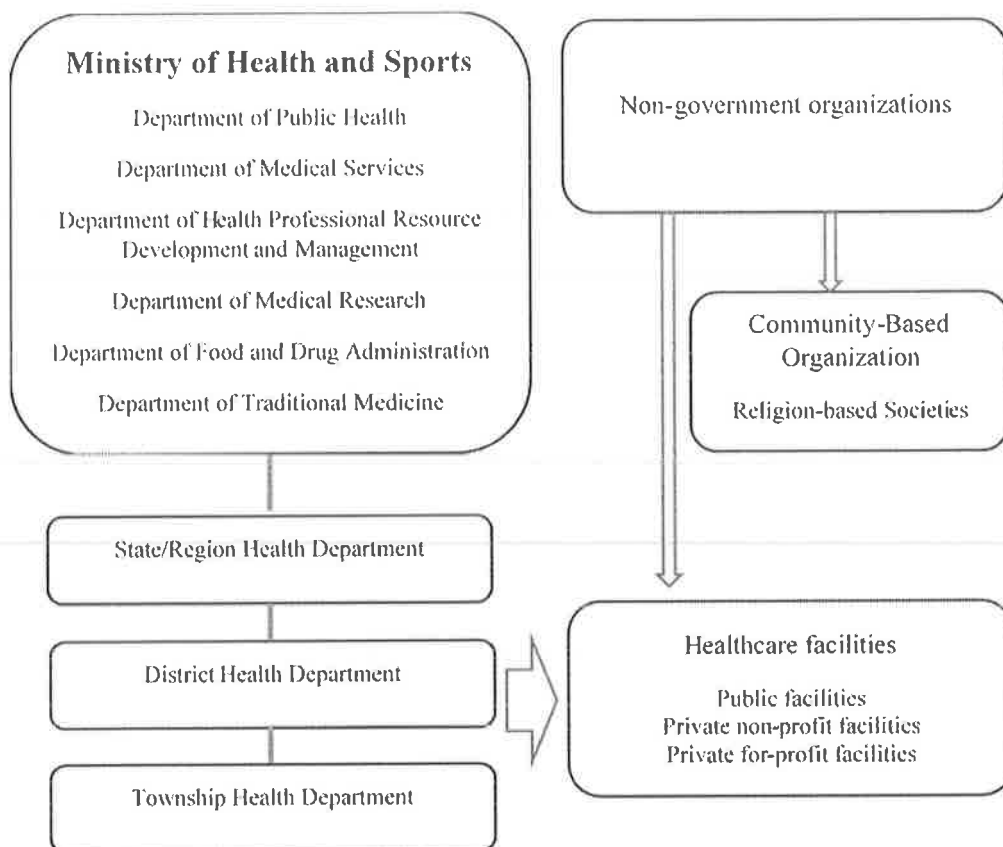 Ministry of Health and Sports
Department of Public Health
Department of Medical Services
Department of Health Professional Resource
Development and Management
Department of Medical Research
Department of Food and Drug Administration
Department of Traditional Medicine
State/Region Health Department
District Health Department
Township Health Department
Non-government organizations
Community-Based
Organization
Religion-based Societies
Healthcare facilities
Public facilities
Private non-profit facilities
Private for-profit facilities